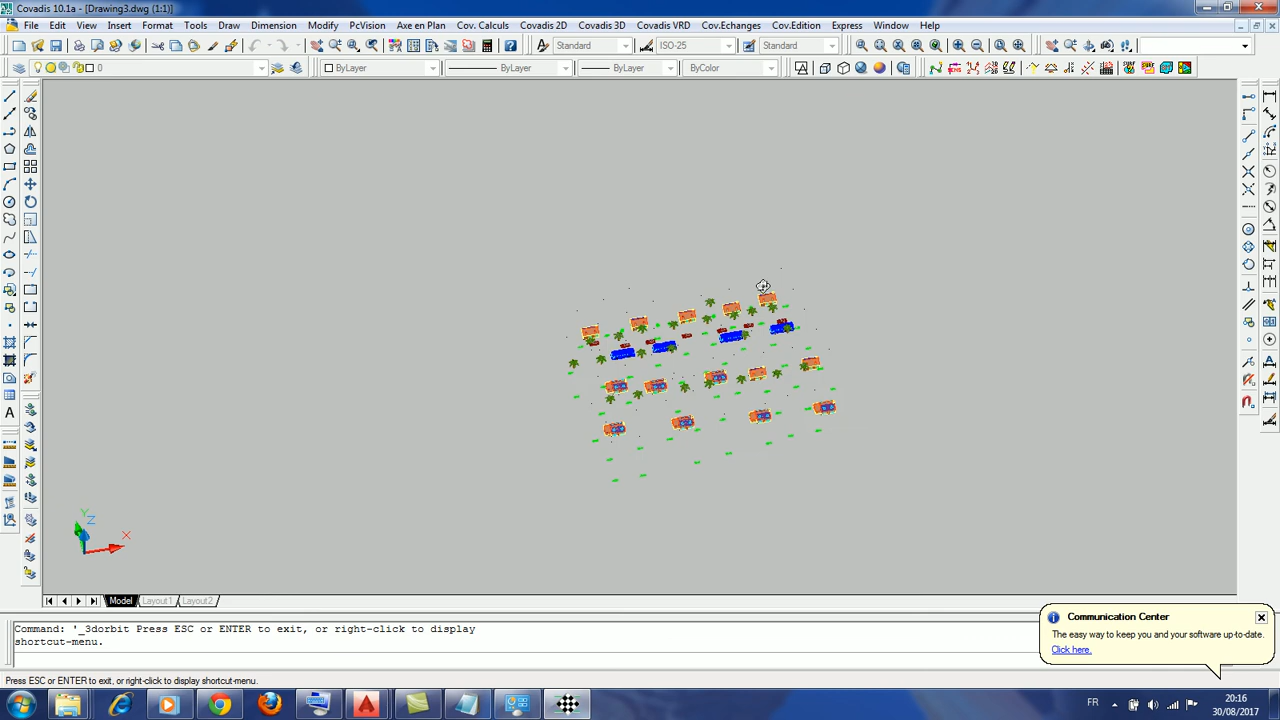 Covadis 10.1a - [Drawing3.dwg (1:1)]
File Edit View Insert Format Tools Draw Dimension Modify PcVision Axe en Plan Cov. Calculs Covadis 2D Covadis 3D Covadis VRD Cov.Echanges Cov.Edition Express Window Help
Standard ISO-25 Standard
0 ByLayer ByLayer ByLayer ByColor
Y
Z
X
Model Layout1 Layout2
Command: '_3dorbit Press ESC or ENTER to exit, or right-click to display
shortcut-menu.
Communication Center
The easy way to keep you and your software up-to-date.
Click here.
Press ESC or ENTER to exit, or right-click to display shortcut-menu.
FR
20:16
30/08/2017